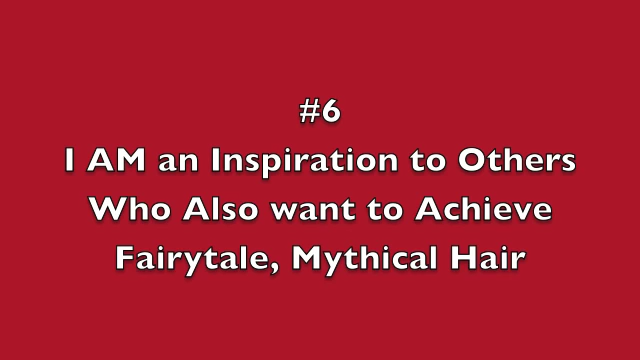 #6
I AM an Inspiration to Others
Who Also want to Achieve
Fairytale, Mythical Hair